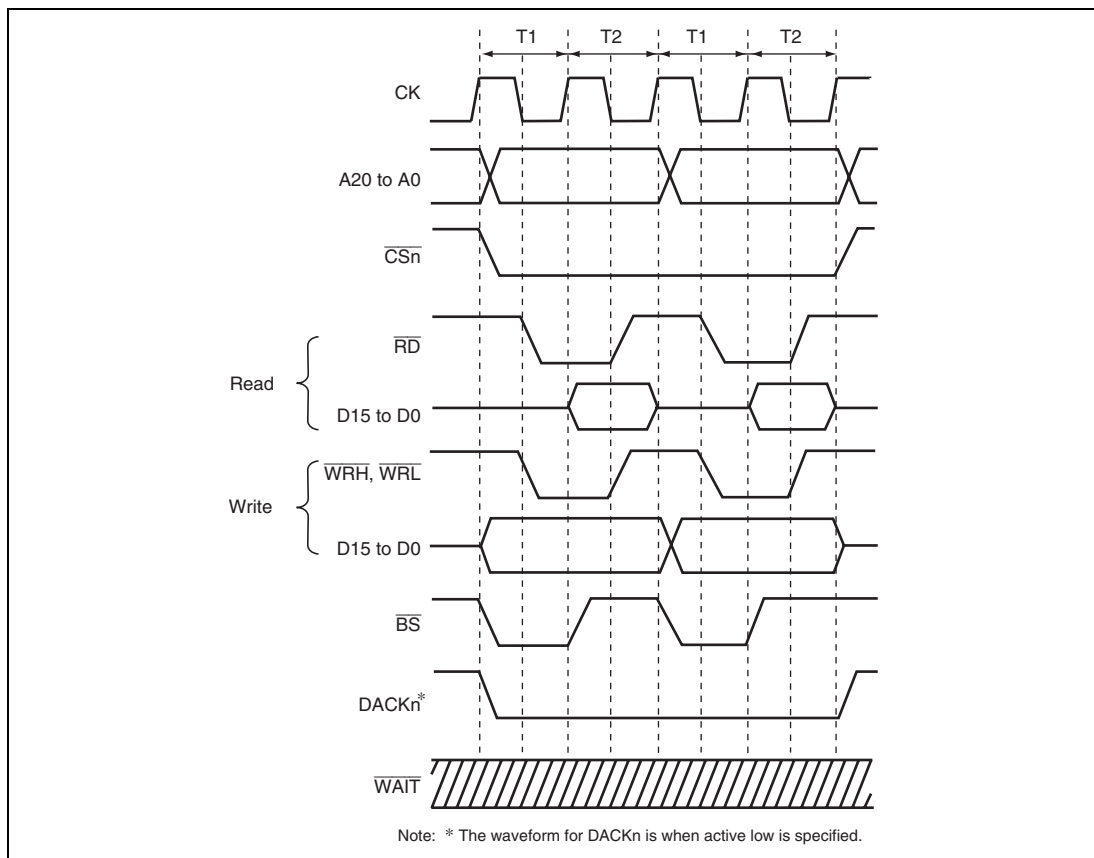 T1 T2 T1 T2
CK
A20 to A0
CSn
RD
Read
D15 to D0
WRH, WRL
Write
D15 to D0
BS
DACKn*
WAIT
Note: * The waveform for DACKn is when active low is specified.